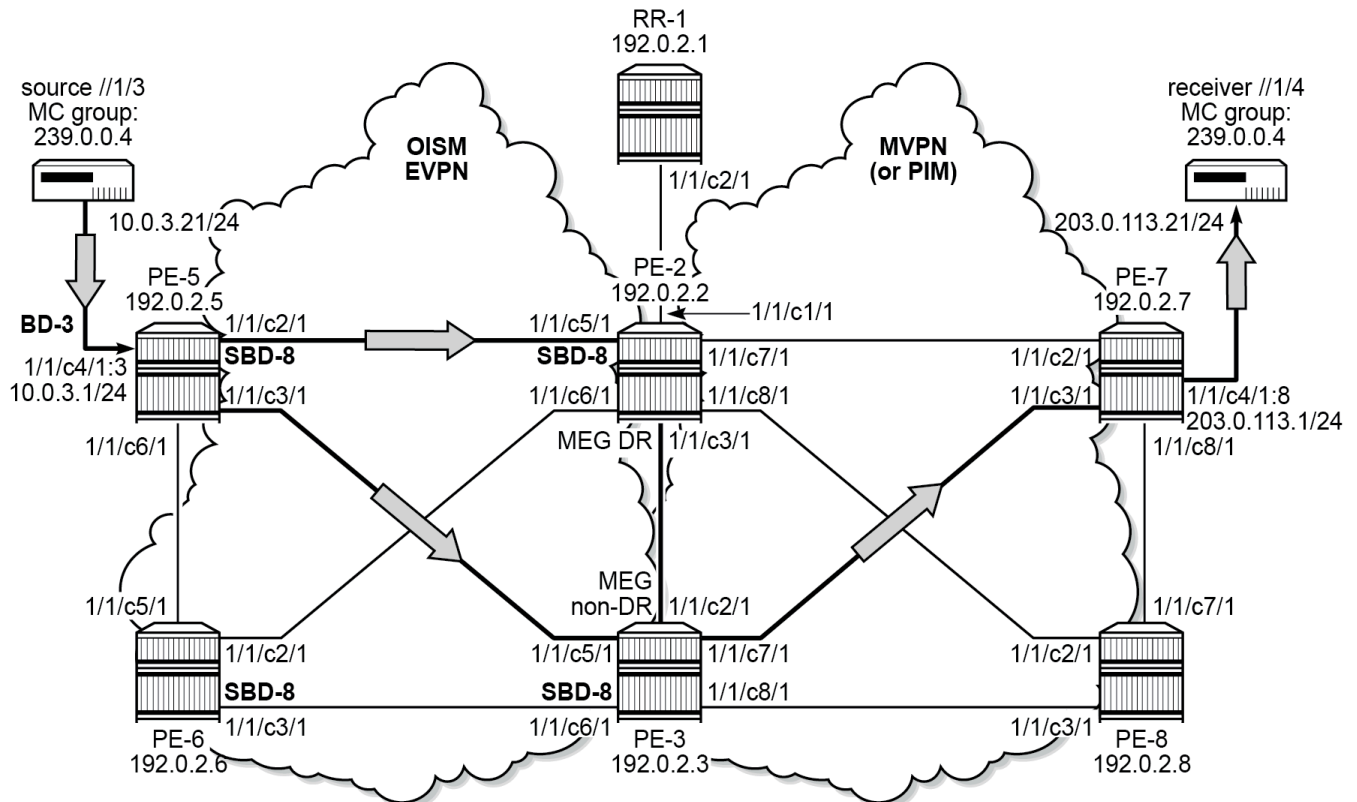 RR-1
192.0.2.1
source //1/3
MC group:
239.0.0.4
receiver //1/4
MC group:
239.0.0.4
OISM
EVPN
MVPN
(or PIM)
1/1/c2/1
10.0.3.21/24
203.0.113.21/24
PE-5
192.0.2.5
PE-2
192.0.2.2
PE-7
192.0.2.7
BD-3
1/1/c1/1
1/1/c2/1
1/1/c5/1
1/1/c4/1:3
10.0.3.1/24
SBD-8
SBD-8
1/1/c7/1
1/1/c2/1
1/1/c3/1
1/1/c6/1
1/1/c8/1
1/1/c3/1
1/1/c4/1:8
203.0.113.1/24
1/1/c6/1
MEG DR
1/1/c3/1
1/1/c8/1
MEG
non-DR
1/1/c5/1
1/1/c2/1
1/1/c7/1
1/1/c2/1
1/1/c5/1
1/1/c7/1
1/1/c2/1
SBD-8
SBD-8
1/1/c8/1
1/1/c3/1
1/1/c6/1
1/1/c3/1
PE-6
192.0.2.6
PE-3
192.0.2.3
PE-8
192.0.2.8